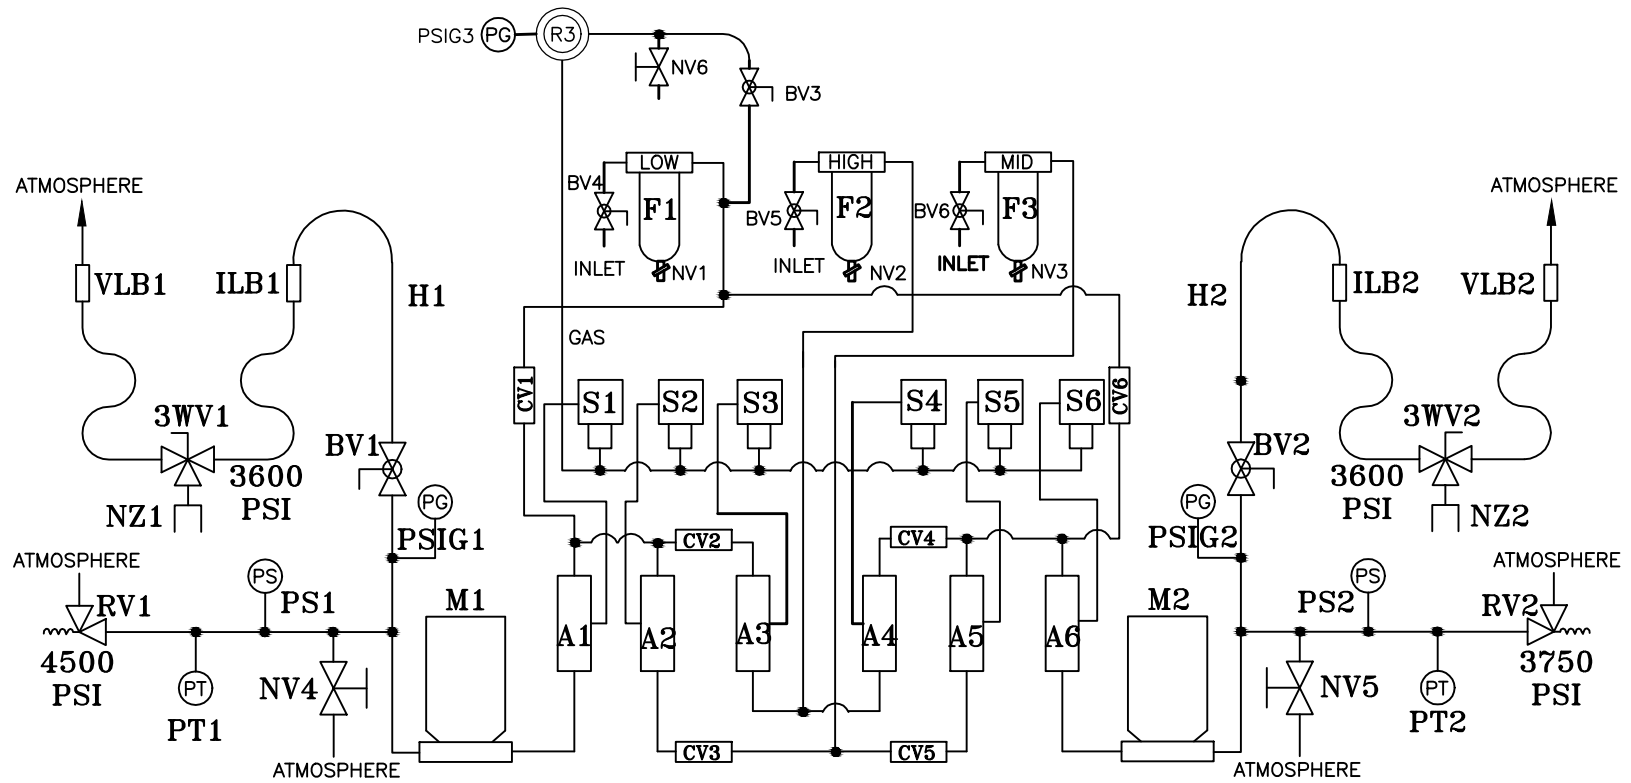 PSIG3 PG R3
NV6
BV3
LOW HIGH MID
ATMOSPHERE
ATMOSPHERE
BV4
F1 F2 F3
BV5 BV6
INLET NV1 INLET NV2 INLET NV3
VLB1 ILB1 H1 H2 ILB2 VLB2
GAS
CV1 S1 S2 S3 S4 S5 S6 CV6
3WV1 3WV2
BV1 BV2
3600
PSI
3600
PSI
NZ1 PG PG NZ2
PSIG1 PSIG2
CV2 CV4
ATMOSPHERE
ATMOSPHERE
PS PS
RV1 PS1 M1 M2 PS2 RV2
A1 A2 A3 A4 A5 A6
4500
PSI
3750
PSI
PT NV4 NV5 PT
PT1 PT2
CV3 CV5
ATMOSPHERE
ATMOSPHERE